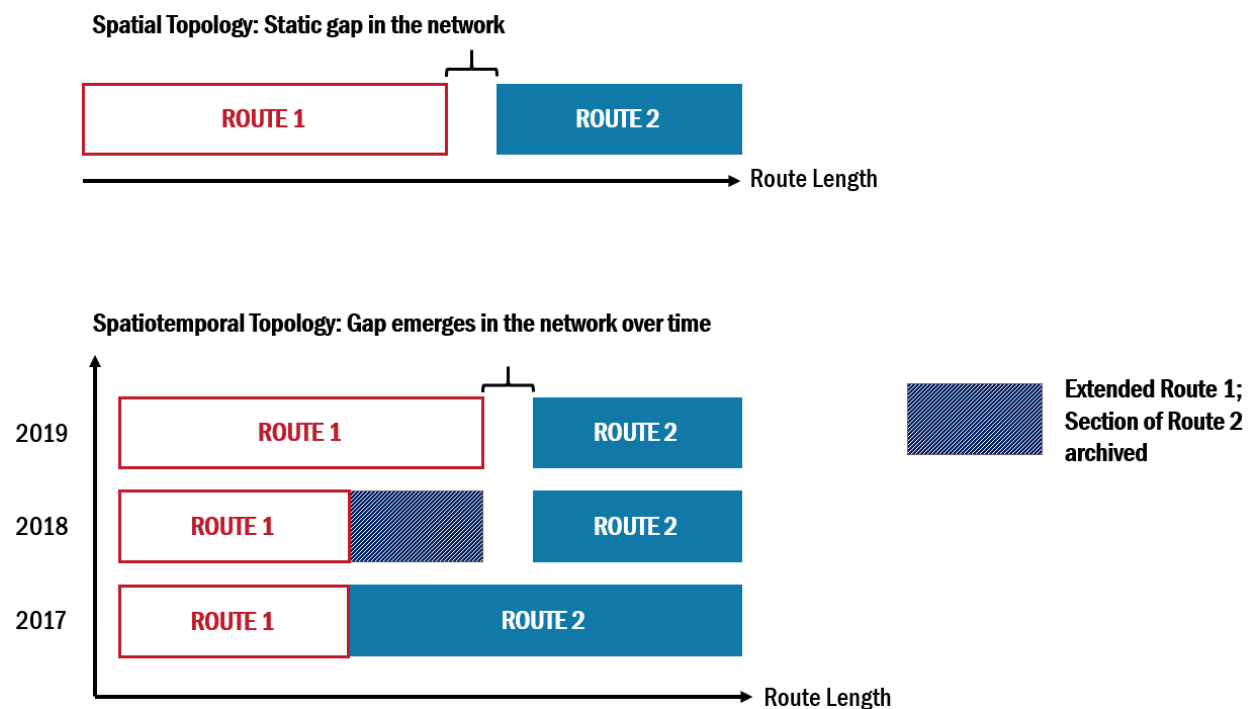 Spatial Topology: Static gap in the network
ROUTE 1
ROUTE 2
Route Length
Spatiotemporal Topology: Gap emerges in the network over time
2019
ROUTE 1
ROUTE 2
Extended Route 1;
Section of Route 2
archived
2018
ROUTE 1
ROUTE 2
2017
ROUTE 1
ROUTE 2
Route Length